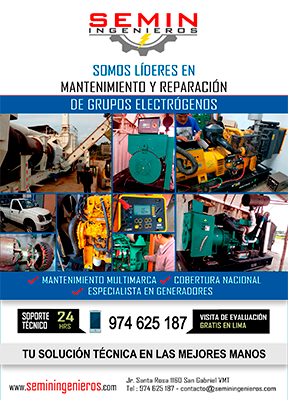 SEMIN
INGENIEROS
SOMOS LÍDERES EN
MANTENIMIENTO Y REPARACIÓN
DE GRUPOS ELECTRÓGENOS
MANTENIMIENTO MULTIMARCA COBERTURA NACIONAL
ESPECIALISTA EN GENERADORES
SOPORTE TÉCNICO 24 HRS 974 625 187 VISITA DE EVALUACIÓN GRATIS EN LIMA
TU SOLUCIÓN TÉCNICA EN LAS MEJORES MANOS
www.seminingenieros.com
Jr. Santa Rosa 1160 San Gabriel VMT
Tel : 974 625 187 - contacto@seminingenieros.com